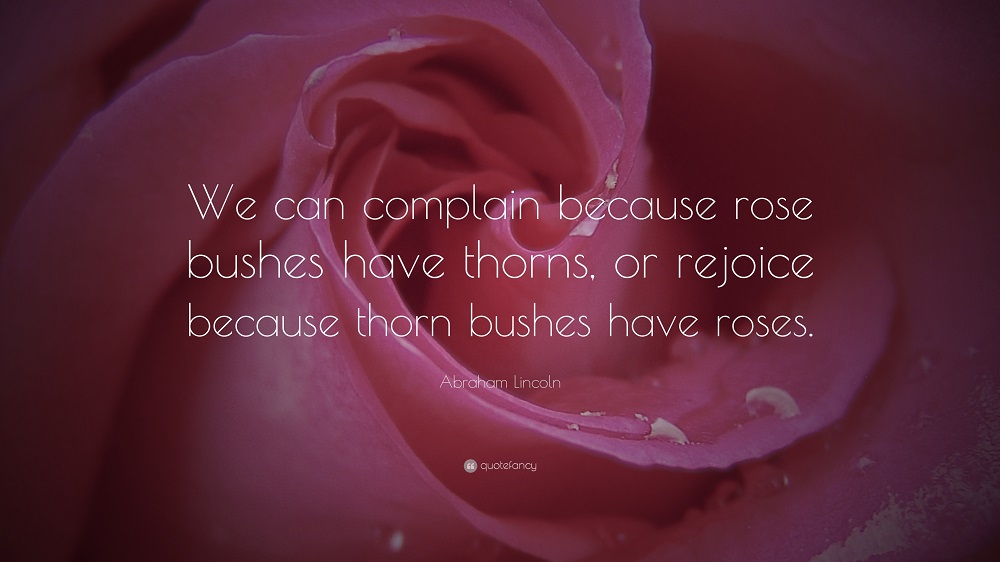 We can complain because rose
bushes have thorns, or rejoice
because thorn bushes have roses.
Abraham Lincoln
quotefancy